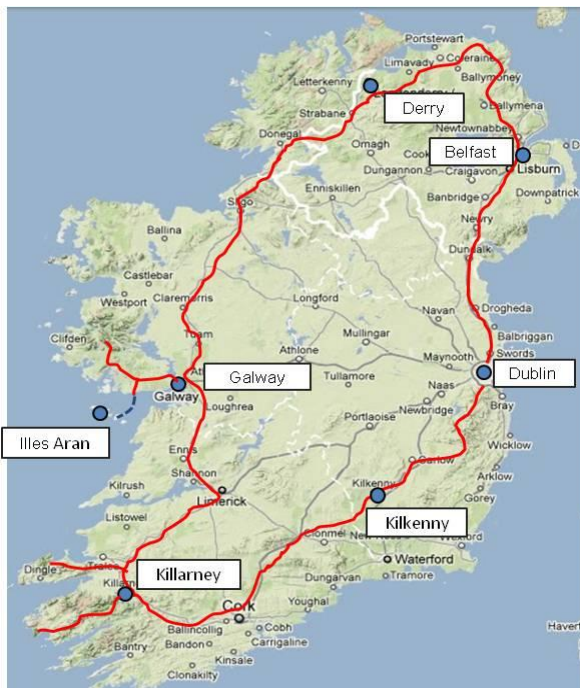 Portstewart
Coleraine
Limavady
Ballymoney
Letterkenny
Derry
Strabane
Ballymena
Donegal
Newtownabbey
Omagh
Belfast
Dungannon
Lisburn
Craigavon
Enniskillen
Banbridge
Downpatrick
Sligo
Newry
Ballina
Dundalk
Castlebar
Westport
Claremorris
Longford
Drogheda
Navan
Balbriggan
Tuam
Mullingar
Clifden
Swords
Athlone
Maynooth
Dublin
Galway
Galway
Tullamore
Loughrea
Naas
Bray
Newbridge
Illes Aran
Portlaoise
Wicklow
Ennis
Carlow
Arklow
Shannon
Kilrush
Kilkenny
Gorey
Limerick
Listowel
Kilkenny
Clonmel
Wexford
Waterford
Tralee
Dingle
Killarney
Tramore
Dungarvan
Youghal
Cork
Ballincollig
Cobh
Bantry
Bandon
Carrigaline
Kinsale
Clonakilty
Haverf